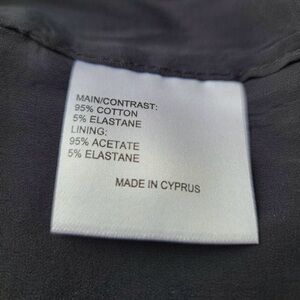 MAIN/CONTRAST:
95% COTTON
5% ELASTANE
LINING:
95% ACETATE
5% ELASTANE
MADE IN CYPRUS